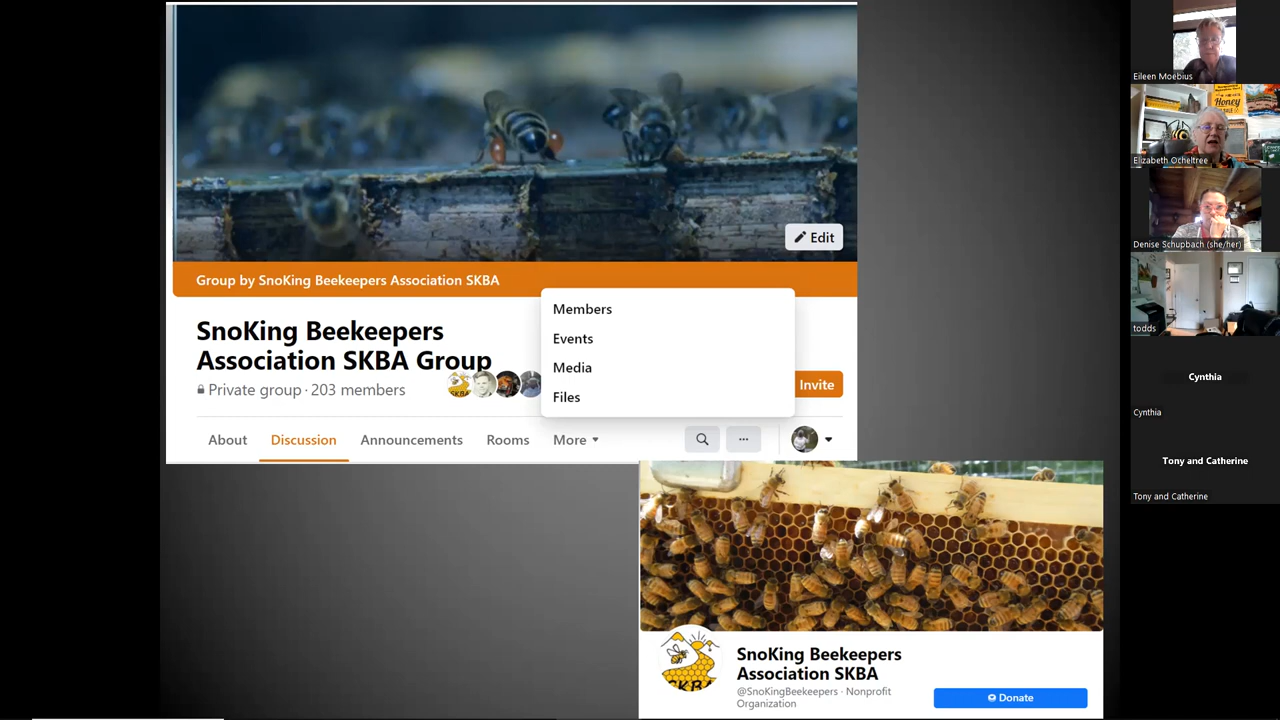 Edit
Group by SnoKing Beekeepers Association SKBA
SnoKing Beekeepers
Association SKBA Group
Private group · 203 members
Members
Events
Media
Files
Invite
About
Discussion
Announcements
Rooms
More
SnoKing Beekeepers
Association SKBA
@SnoKingBeekeepers · Nonprofit
Organization
Donate
SKBA
Eileen Moebius
Honey
Elizabeth Ocheltree
Denise Schupbach (she/her)
todds
Cynthia
Cynthia
Tony and Catherine
Tony and Catherine